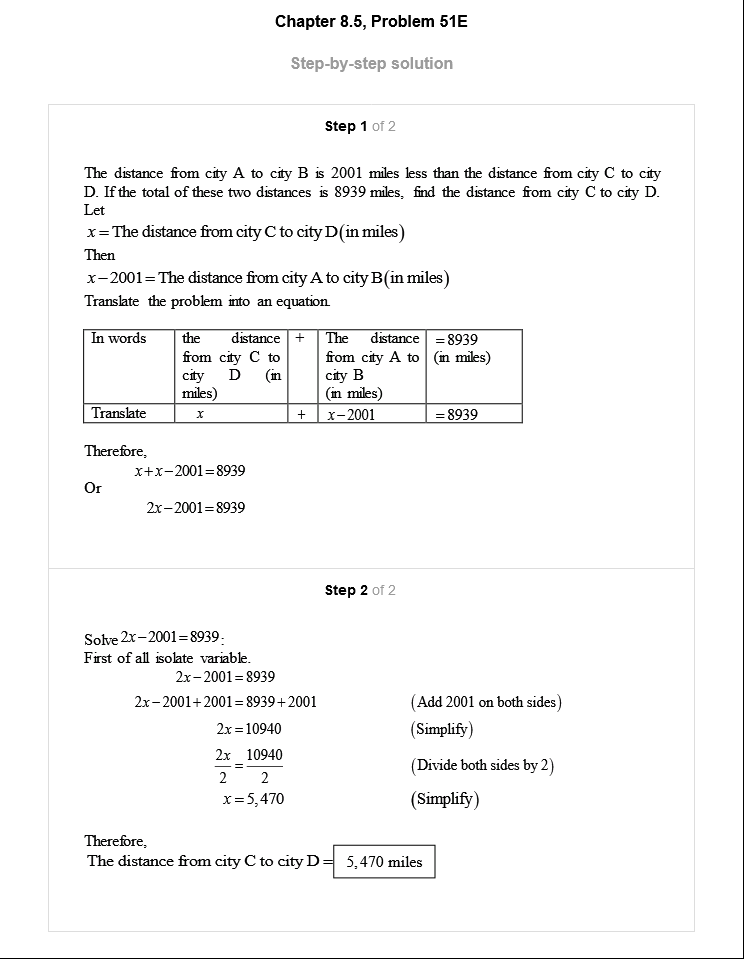 Chapter 8.5, Problem 51E
Step-by-step solution
Step 1 of 2
The distance from city A to city B is 2001 miles less than the distance from city C to city
D. If the total of these two distances is 8939 miles, find the distance from city C to city D.
Let
x = The distance from city C to city D(in miles)
Then
x − 2001 = The distance from city A to city B(in miles)
Translate the problem into an equation.
In words the distance + The distance = 8939
from city C to from city A to (in miles)
city D (in city B
miles) (in miles)
Translate x + x − 2001 = 8939
Therefore,
x + x − 2001 = 8939
Or
2x − 2001 = 8939
Step 2 of 2
Solve 2x − 2001 = 8939:
First of all isolate variable.
2x − 2001 = 8939
2x − 2001 + 2001 = 8939 + 2001 (Add 2001 on both sides)
2x = 10940 (Simplify)
2x/2 = 10940/2 (Divide both sides by 2)
x = 5,470 (Simplify)
Therefore,
The distance from city C to city D = 5,470 miles